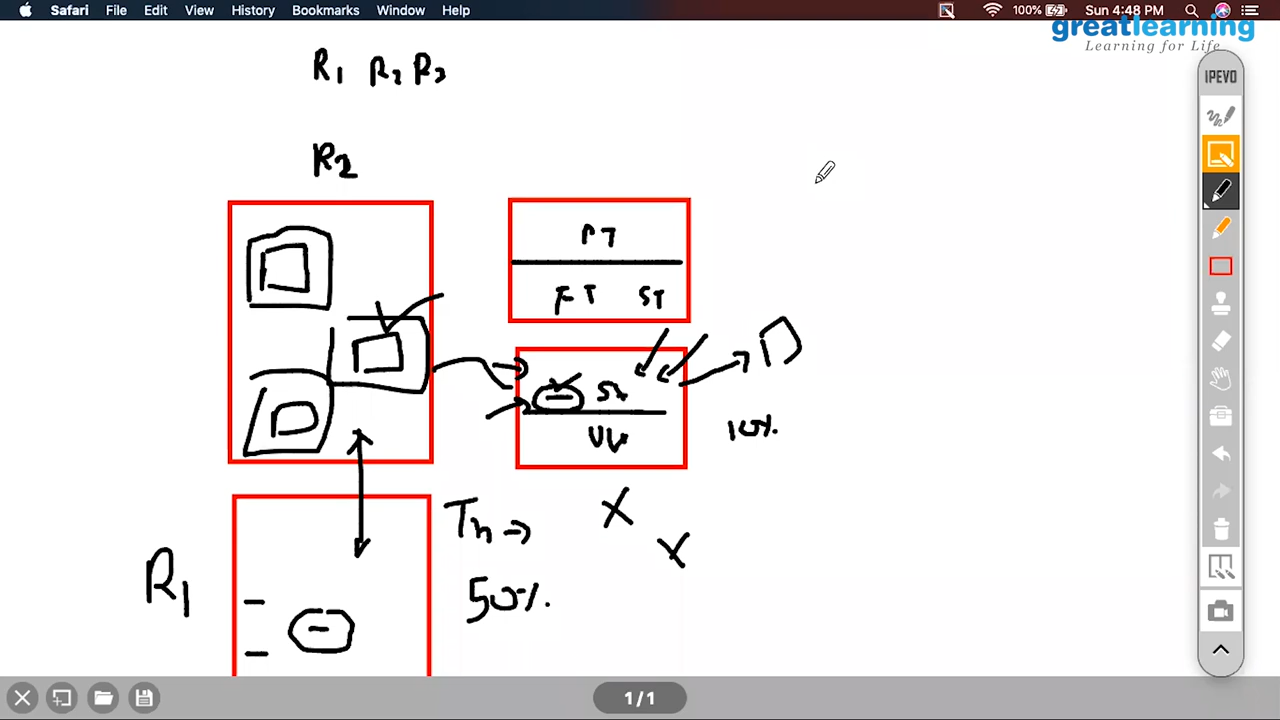 Safari File Edit View History Bookmarks Window Help 100% Sun 4:48 PM
greatlearning
Learning for Life
IPEVO
R1 R2 R3
R2
PT
FT ST
St
UV
10%
Th →
50%.
R1
1/1